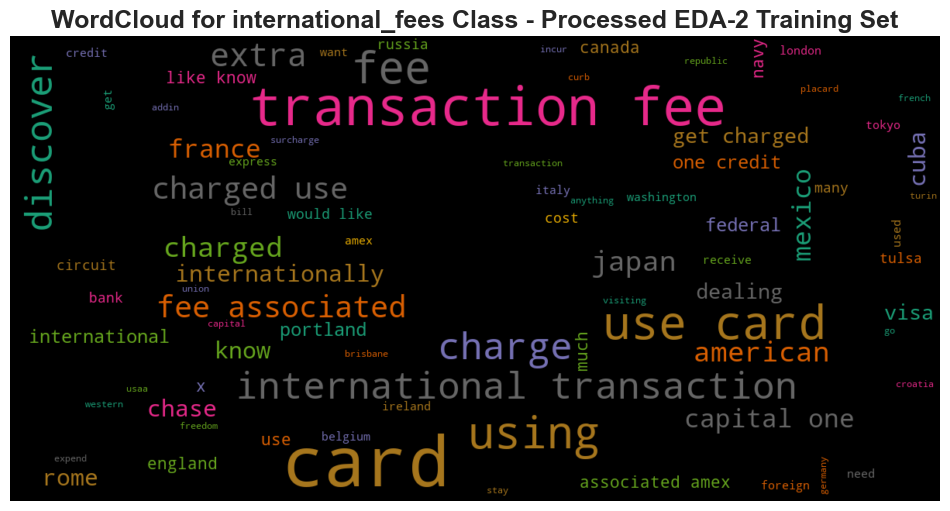 WordCloud for international_fees Class - Processed EDA-2 Training Set
credit
russia
want
extra
fee
incur
canada
navy
london
republic
like know
curb
placard
discover
get
addin
transaction fee
french
tokyo
surcharge
get charged
france
express
transaction
one credit
cuba
charged use
italy
anything
washington
mexico
many
turin
bill
would like
cost
federal
used
amex
charged
circuit
internationally
japan
receive
tulsa
union
bank
fee associated
visiting
dealing
visa
capital
portland
use card
go
international
know
brisbane
charge
much
american
usaa
x
international transaction
croatia
western
chase
ireland
capital one
freedom
use
belgium
using
expend
england
card
rome
stay
associated amex
foreign
germany
need